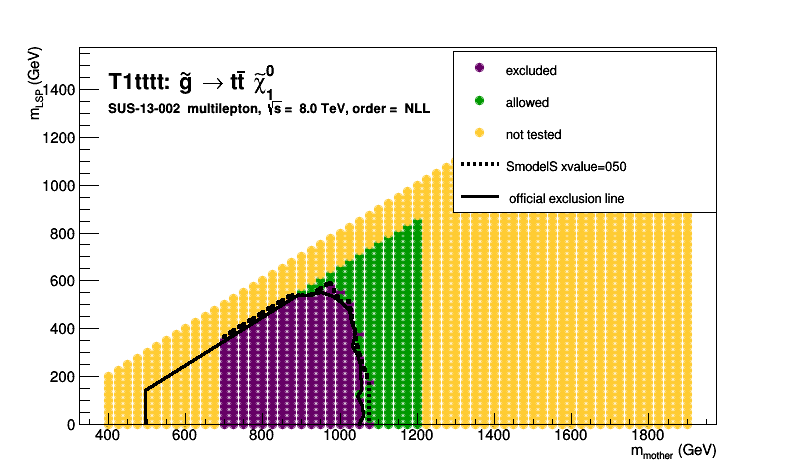 T1tttt: g̃ → tt̄ χ̃⁰₁
SUS-13-002 multilepton, √s = 8.0 TeV, order = NLL
excluded
allowed
not tested
SmodelS xvalue=050
official exclusion line
m_LSP (GeV)
1400
1200
1000
800
600
400
200
0
400 600 800 1000 1200 1400 1600 1800
m_mother (GeV)